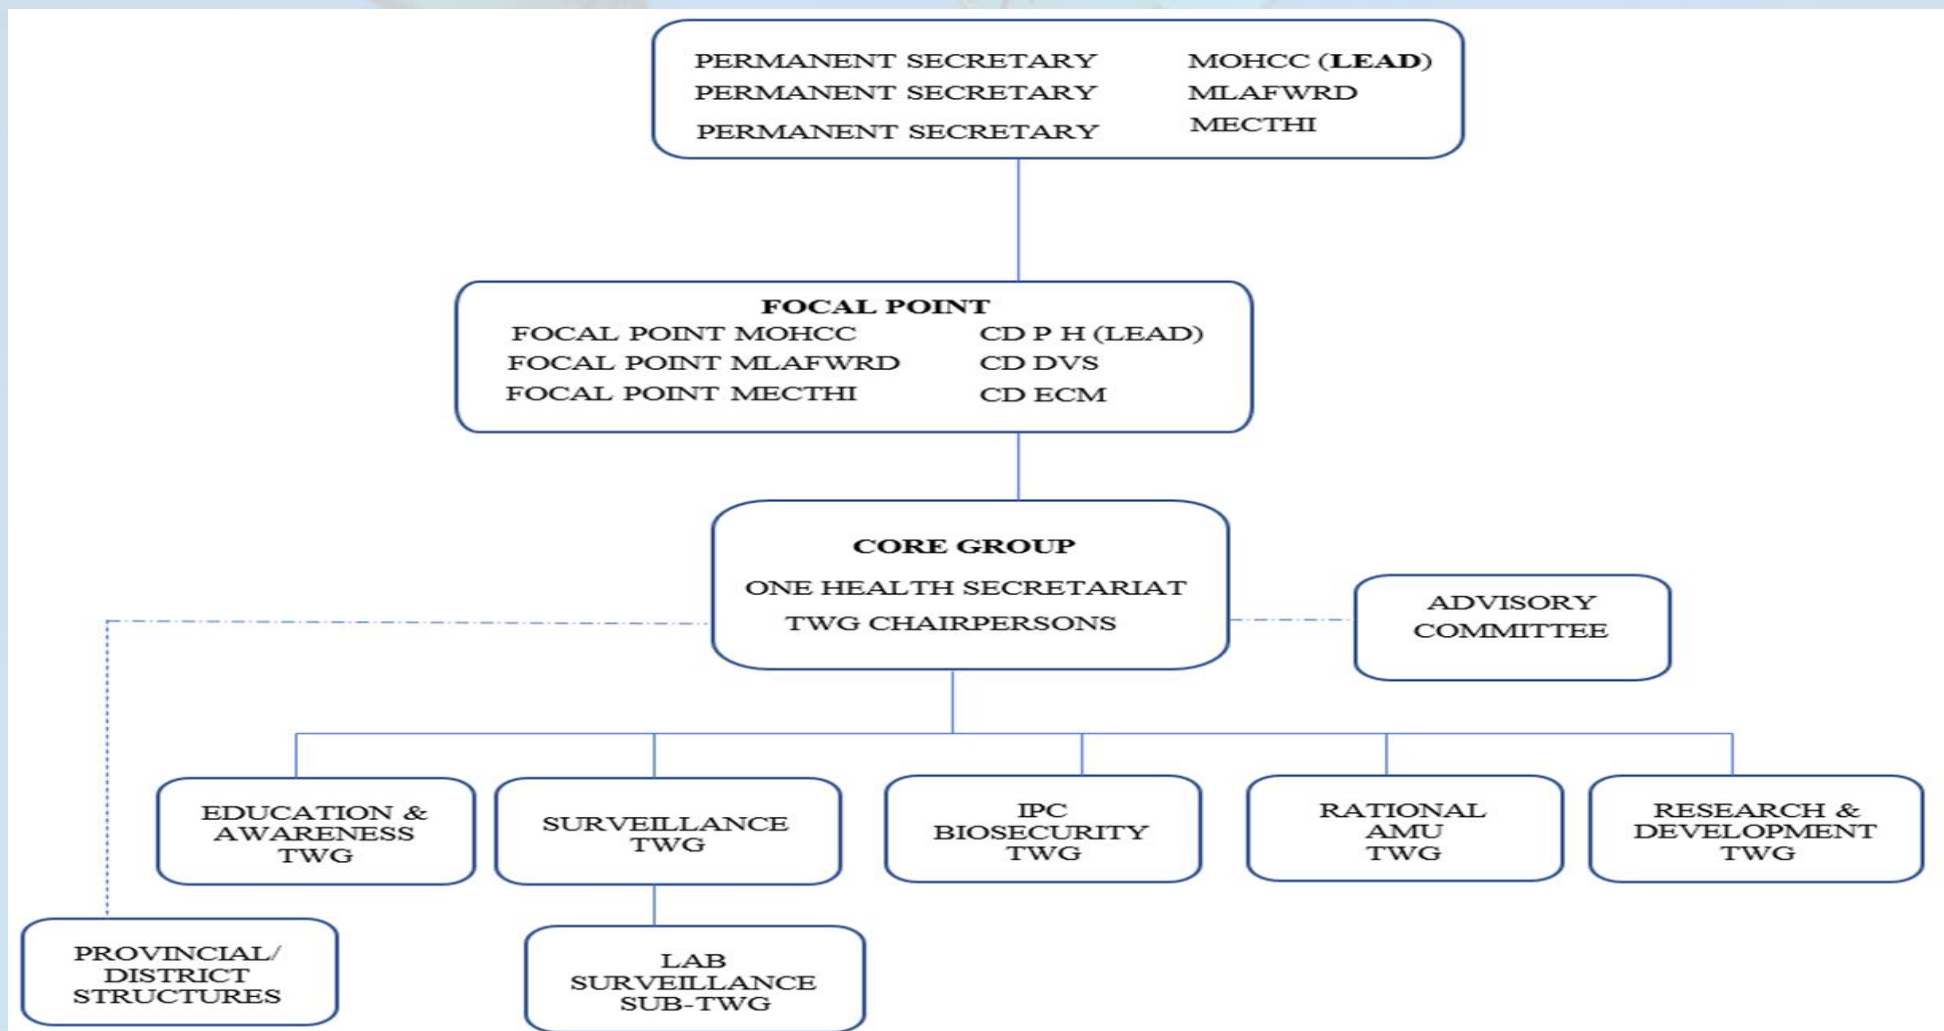 PERMANENT SECRETARY MOHCC (LEAD)
PERMANENT SECRETARY MLAFWRD
PERMANENT SECRETARY MECTHI
FOCAL POINT
FOCAL POINT MOHCC CD P H (LEAD)
FOCAL POINT MLAFWRD CD DVS
FOCAL POINT MECTHI CD ECM
CORE GROUP
ONE HEALTH SECRETARIAT
TWG CHAIRPERSONS
ADVISORY
COMMITTEE
EDUCATION &
AWARENESS
TWG
SURVEILLANCE
TWG
IPC
BIOSECURITY
TWG
RATIONAL
AMU
TWG
RESEARCH &
DEVELOPMENT
TWG
PROVINCIAL/
DISTRICT
STRUCTURES
LAB
SURVEILLANCE
SUB-TWG